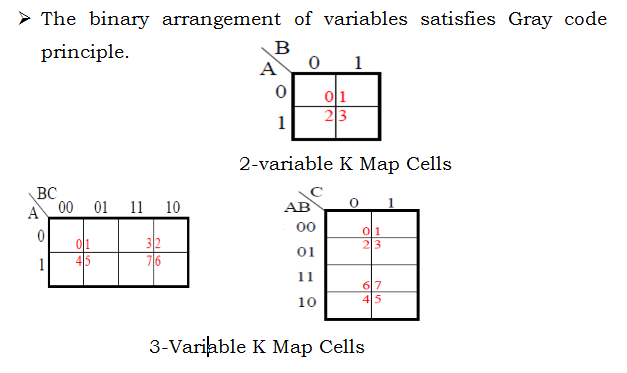 ➢ The binary arrangement of variables satisfies Gray code
principle.
B
A 0 1
0 0 1
1 2 3
2-variable K Map Cells
BC
A 00 01 11 10
0 0 1 3 2
1 4 5 7 6
C
AB 0 1
00 0 1
01 2 3
11 6 7
10 4 5
3-Variable K Map Cells